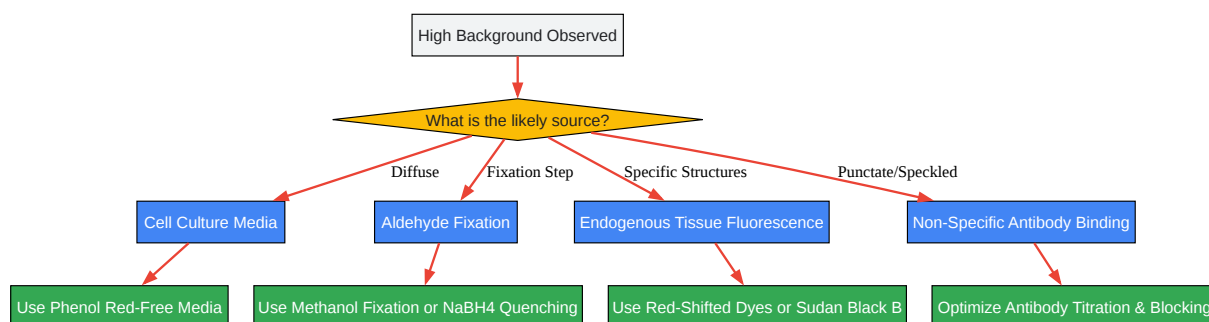 High Background Observed
What is the likely source?
Diffuse
Fixation Step
Specific Structures
Punctate/Speckled
Cell Culture Media
Aldehyde Fixation
Endogenous Tissue Fluorescence
Non-Specific Antibody Binding
Use Phenol Red-Free Media
Use Methanol Fixation or NaBH4 Quenching
Use Red-Shifted Dyes or Sudan Black B
Optimize Antibody Titration & Blocking